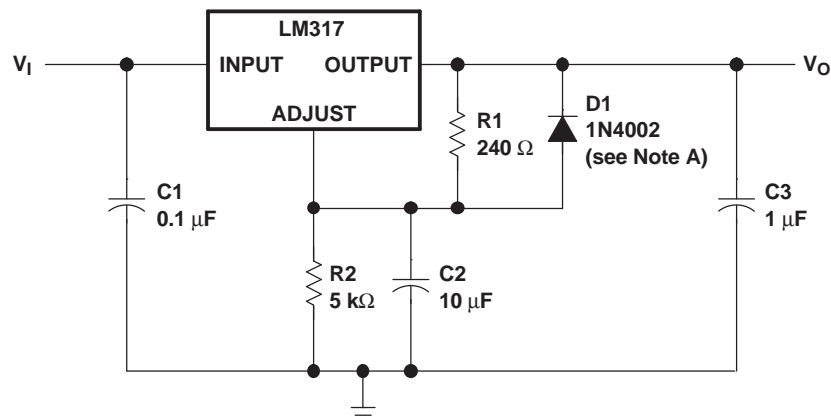 LM317
V_I
INPUT
OUTPUT
V_O
ADJUST
R1
240 Ω
D1
1N4002
(see Note A)
C1
0.1 μF
C3
1 μF
R2
5 kΩ
C2
10 μF